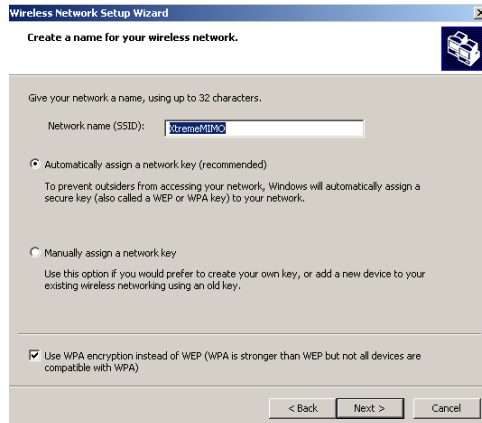 Wireless Network Setup Wizard
Create a name for your wireless network.
Give your network a name, using up to 32 characters.
Network name (SSID): XtremeMIMO
Automatically assign a network key (recommended)
To prevent outsiders from accessing your network, Windows will automatically assign a
secure key (also called a WEP or WPA key) to your network.
Manually assign a network key
Use this option if you would prefer to create your own key, or add a new device to your
existing wireless networking using an old key.
Use WPA encryption instead of WEP (WPA is stronger than WEP but not all devices are
compatible with WPA)
< Back Next > Cancel